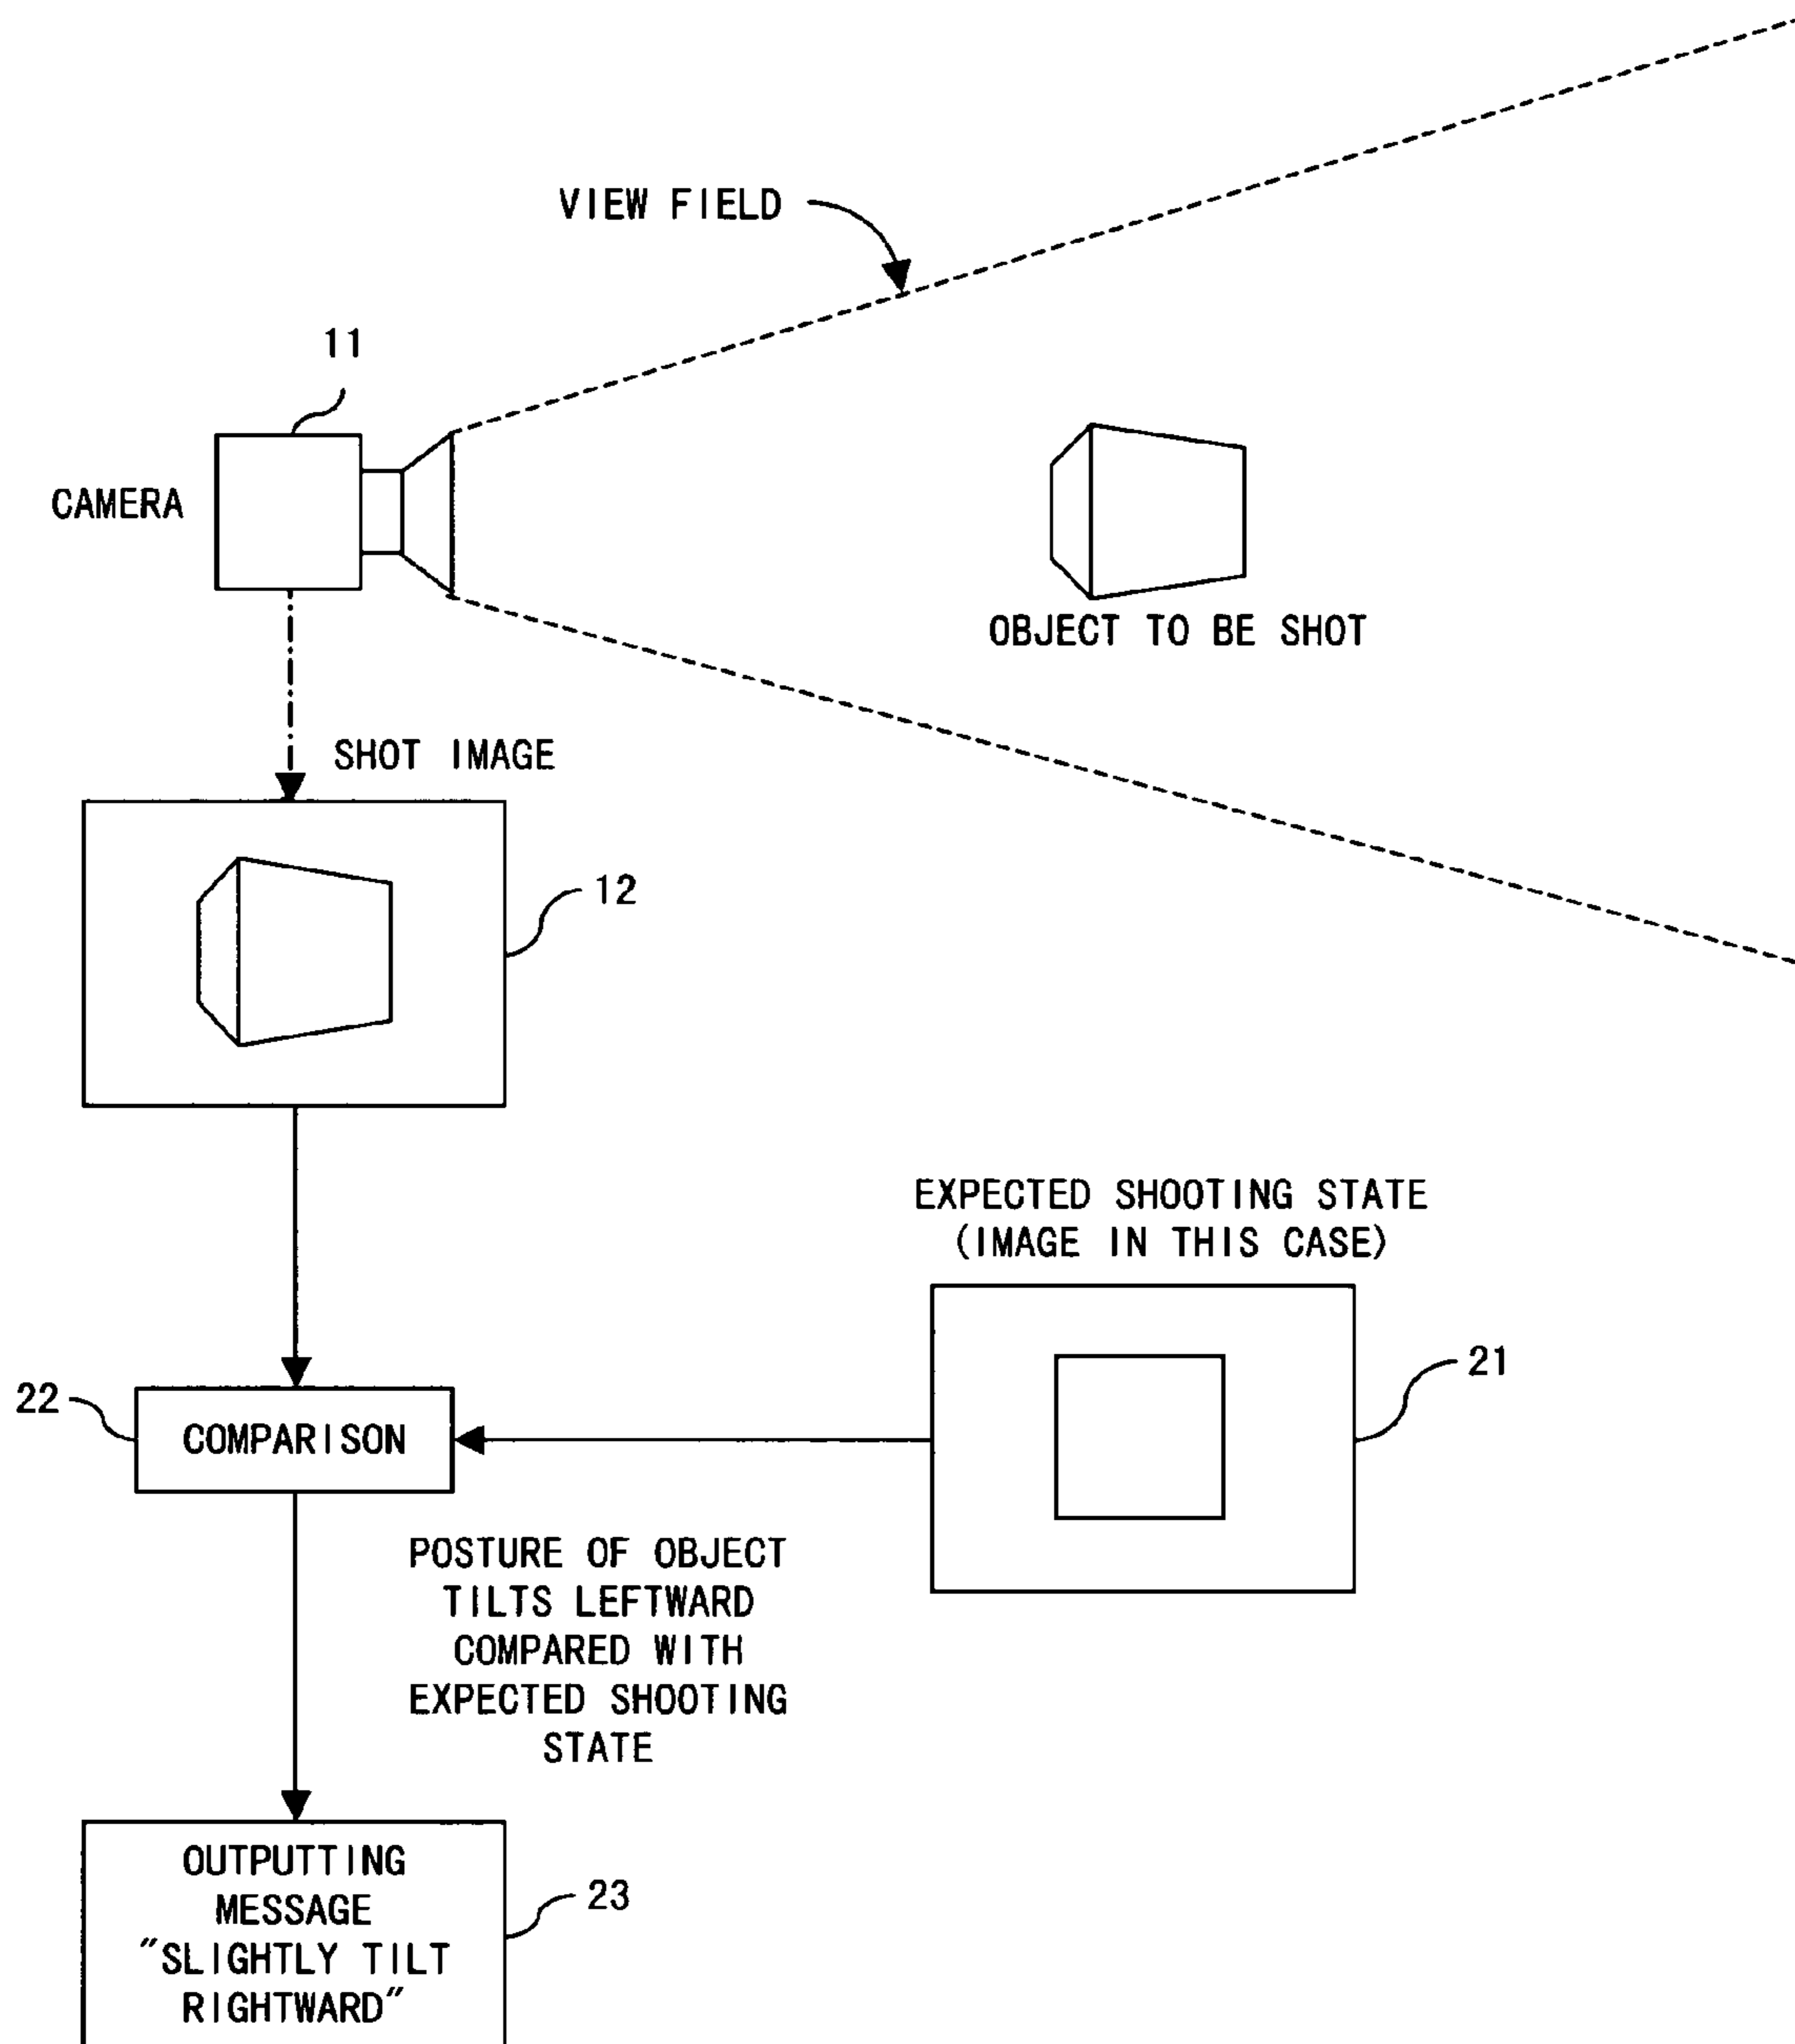 VIEW FIELD
11
CAMERA
OBJECT TO BE SHOT
SHOT IMAGE
12
EXPECTED SHOOTING STATE
(IMAGE IN THIS CASE)
21
22
COMPARISON
POSTURE OF OBJECT
TILTS LEFTWARD
COMPARED WITH
EXPECTED SHOOTING
STATE
OUTPUTTING
MESSAGE
"SLIGHTLY TILT
RIGHTWARD"
23